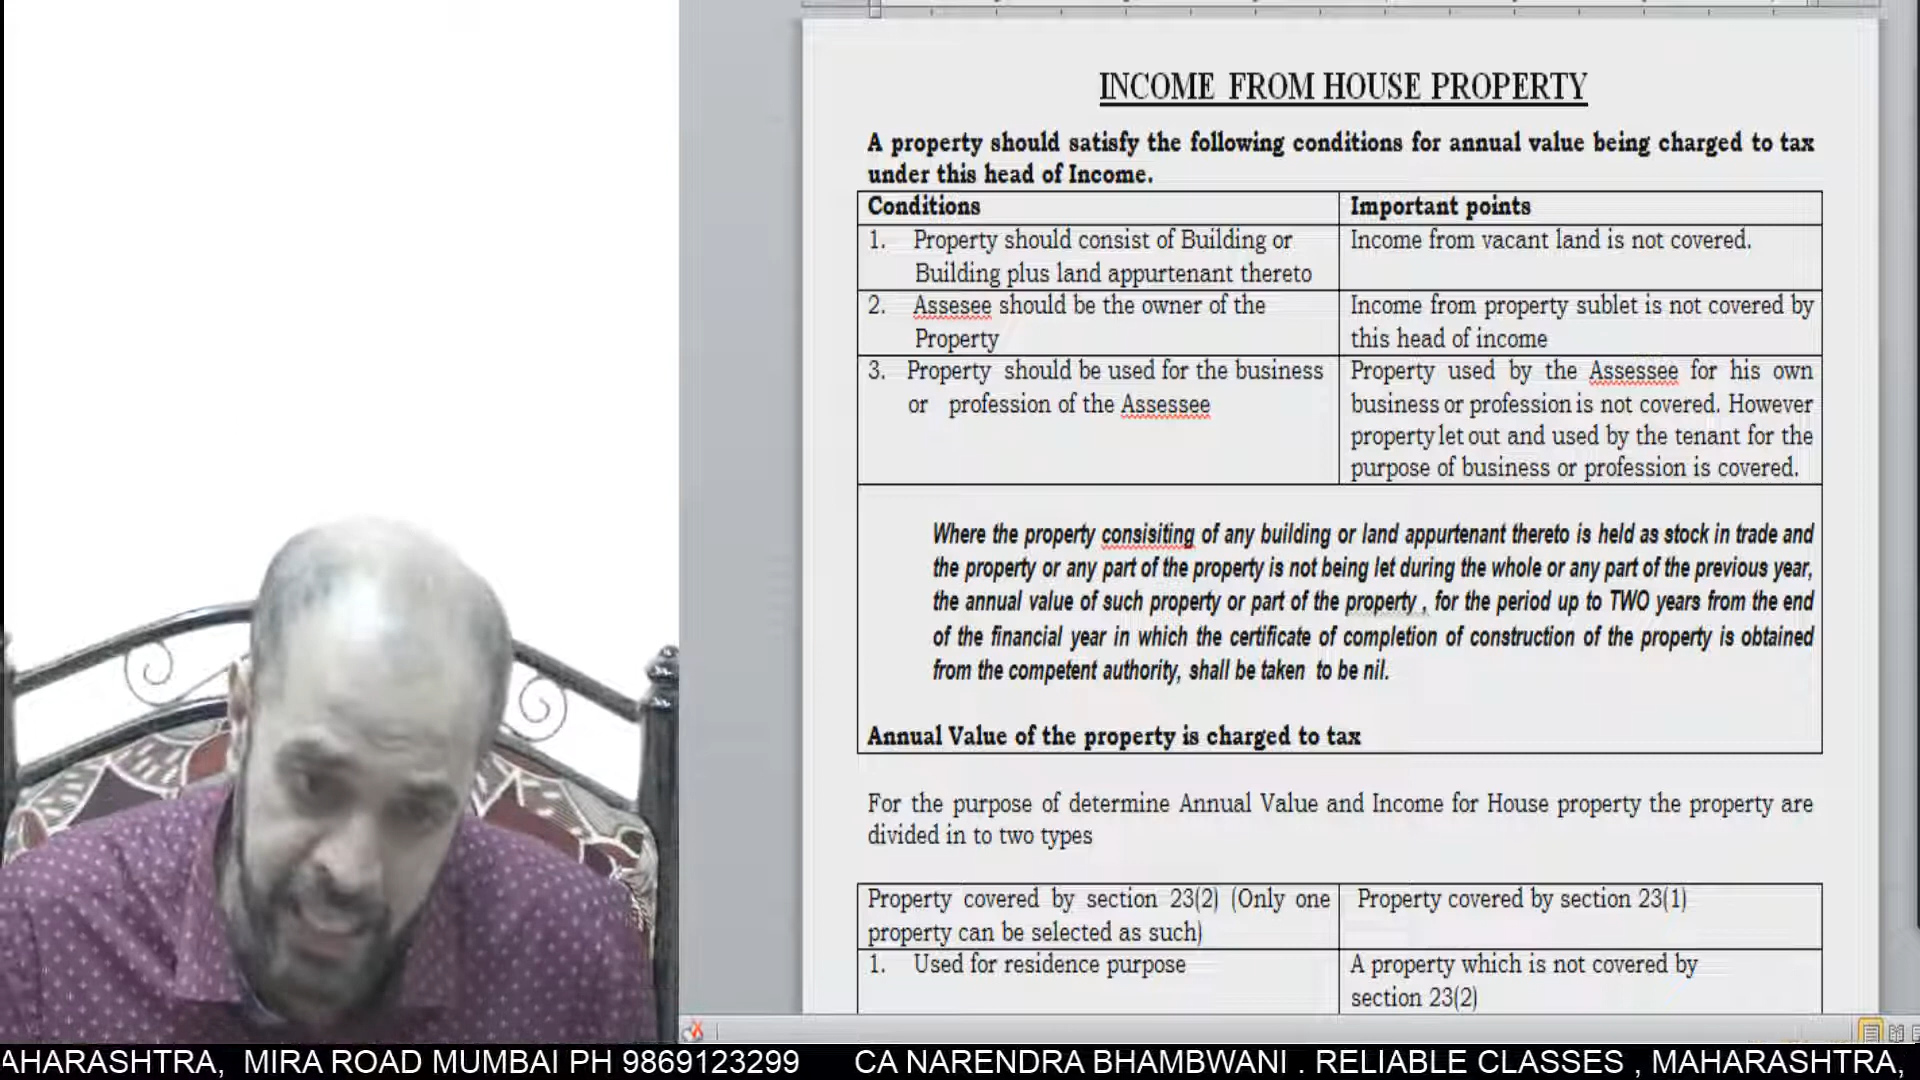 INCOME FROM HOUSE PROPERTY
A property should satisfy the following conditions for annual value being charged to tax
under this head of Income.
Conditions
Important points
1. Property should consist of Building or
Building plus land appurtenant thereto
Income from vacant land is not covered.
2. Assesee should be the owner of the
Property
Income from property sublet is not covered by
this head of income
3. Property should be used for the business
or profession of the Assessee
Property used by the Assessee for his own
business or profession is not covered. However
property let out and used by the tenant for the
purpose of business or profession is covered.
Where the property consisiting of any building or land appurtenant thereto is held as stock in trade and
the property or any part of the property is not being let during the whole or any part of the previous year,
the annual value of such property or part of the property , for the period up to TWO years from the end
of the financial year in which the certificate of completion of construction of the property is obtained
from the competent authority, shall be taken to be nil.
Annual Value of the property is charged to tax
For the purpose of determine Annual Value and Income for House property the property are
divided in to two types
Property covered by section 23(2) (Only one
property can be selected as such)
Property covered by section 23(1)
1. Used for residence purpose
A property which is not covered by
section 23(2)
AHARASHTRA, MIRA ROAD MUMBAI PH 9869123299 CA NARENDRA BHAMBWANI . RELIABLE CLASSES , MAHARASHTRA,